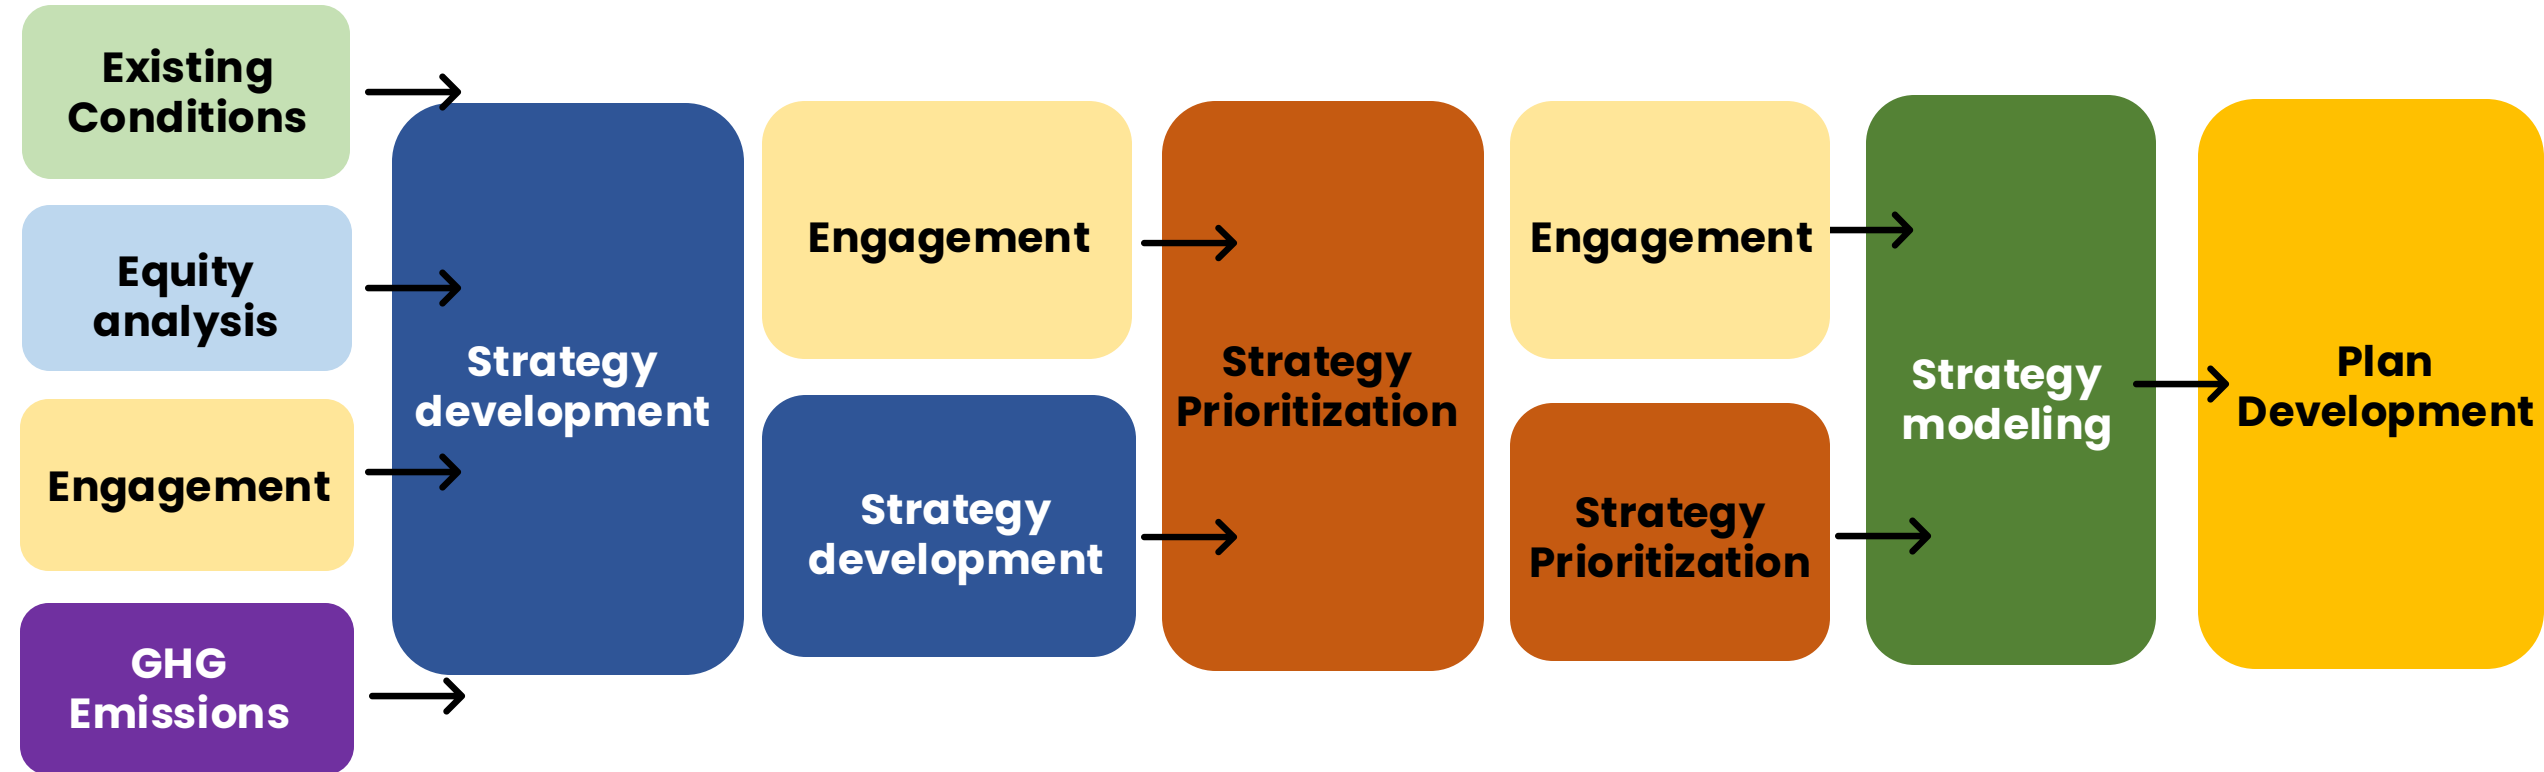 Existing
Conditions
Equity
analysis
Engagement
GHG
Emissions
Strategy
development
Engagement
Strategy
development
Strategy
Prioritization
Engagement
Strategy
Prioritization
Strategy
modeling
Plan
Development